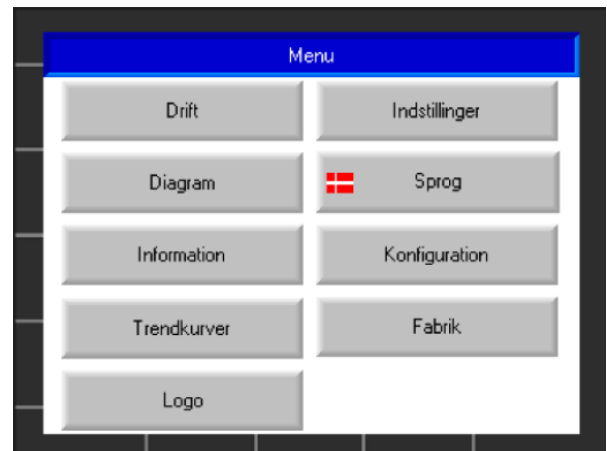 Menu
Drift
Indstillinger
Diagram
Sprog
Information
Konfiguration
Trendkurver
Fabrik
Logo